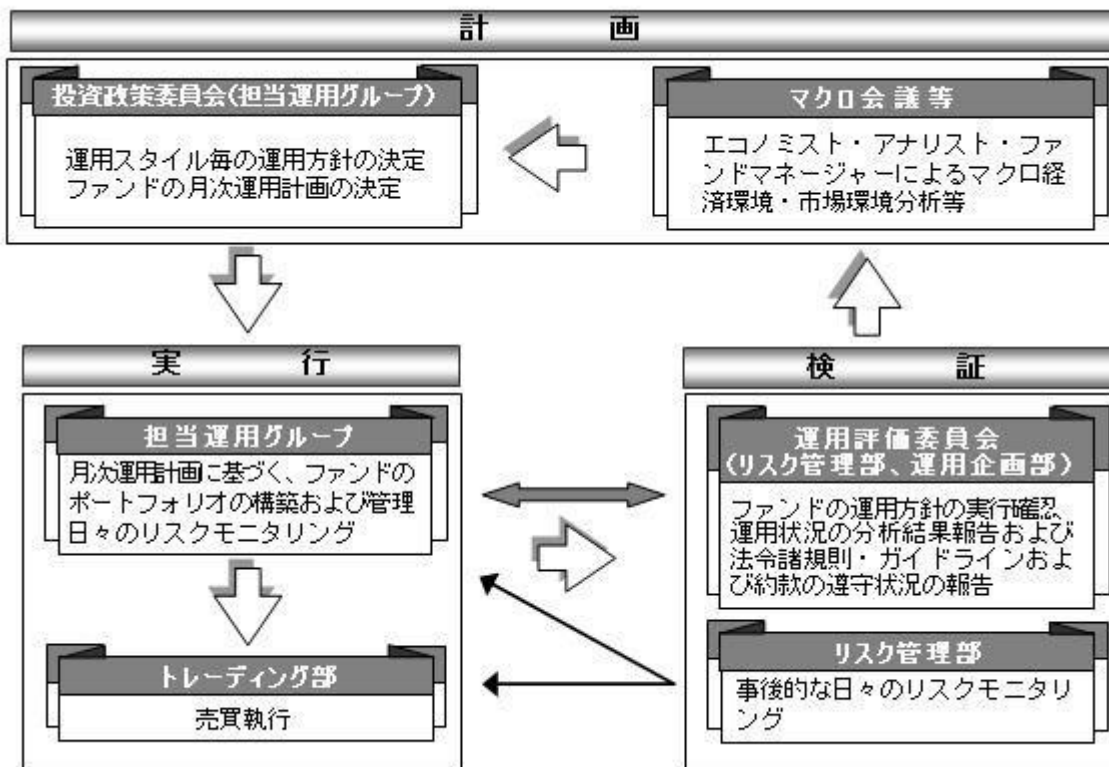 計画
投資政策委員会(担当運用グループ)
運用スタイル毎の運用方針の決定
ファンドの月次運用計画の決定
マクロ会議等
エコノミスト・アナリスト・ファ
ンドマネージャーによるマクロ経
済環境・市場環境分析等
実行
担当運用グループ
月次運用計画に基づく、ファンドの
ポートフォリオの構築および管理
日々のリスクモニタリング
トレーディング部
売買執行
検証
運用評価委員会
(リスク管理部、運用企画部)
ファンドの運用方針の実行確認、
運用状況の分析結果報告および
法令諸規則・ガイドラインおよ
び約款の遵守状況の報告
リスク管理部
事後的な日々のリスクモニタリ
ング